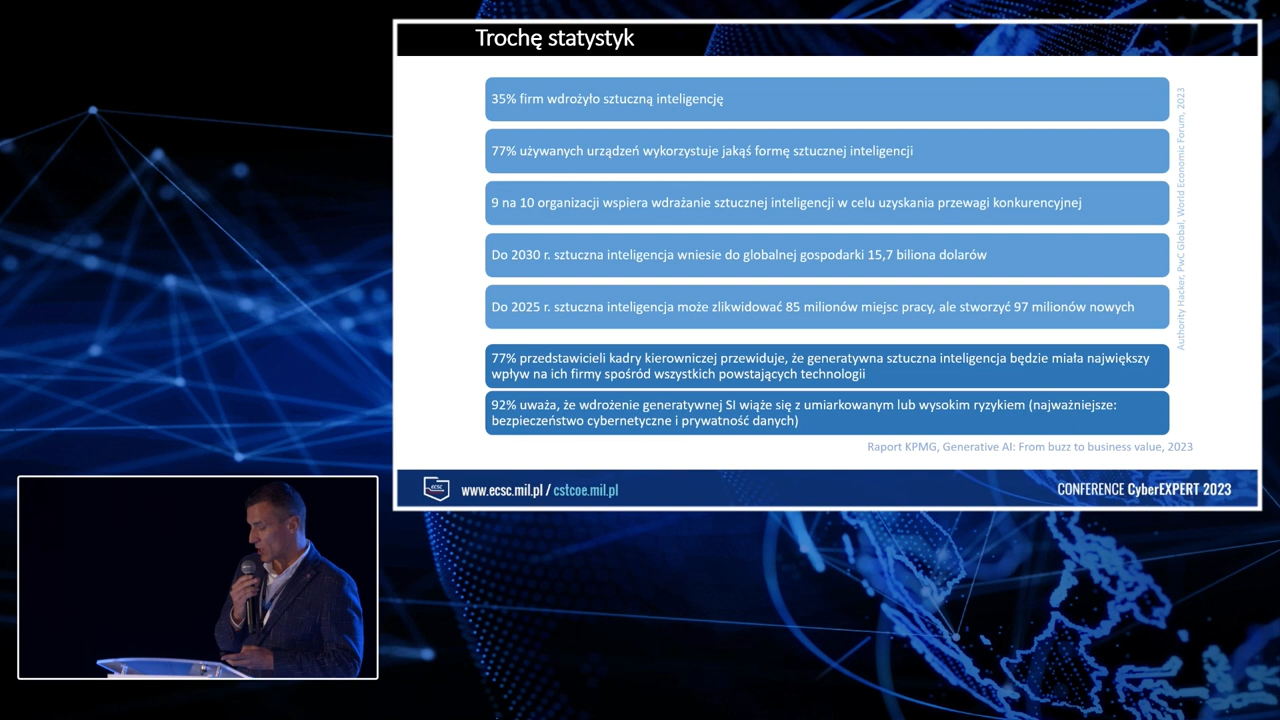 Trochę statystyk
35% firm wdrożyło sztuczną inteligencję
77% używanych urządzeń wykorzystuje jakąś formę sztucznej inteligencji
9 na 10 organizacji wspiera wdrażanie sztucznej inteligencji w celu uzyskania przewagi konkurencyjnej
Do 2030 r. sztuczna inteligencja wniesie do globalnej gospodarki 15,7 biliona dolarów
Do 2025 r. sztuczna inteligencja może zlikwidować 85 milionów miejsc pracy, ale stworzyć 97 milionów nowych
Authority Hacker, PwC Global, World Economic Forum, 2023
77% przedstawicieli kadry kierowniczej przewiduje, że generatywna sztuczna inteligencja będzie miała największy
wpływ na ich firmy spośród wszystkich powstających technologii
92% uważa, że wdrożenie generatywnej SI wiąże się z umiarkowanym lub wysokim ryzykiem (najważniejsze:
bezpieczeństwo cybernetyczne i prywatność danych)
Raport KPMG, Generative AI: From buzz to business value, 2023
ecsc
www.ecsc.mil.pl / cstcoe.mil.pl
CONFERENCE CyberEXPERT 2023